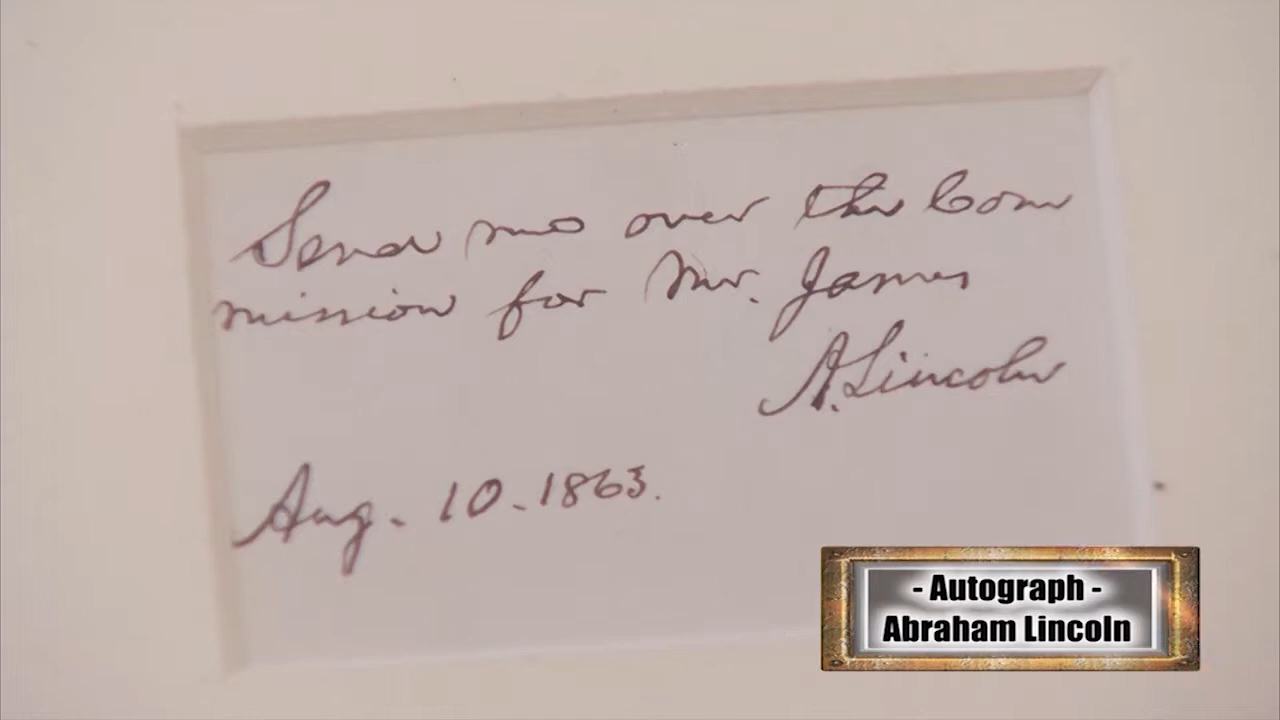 Send me over the Com
mission for Mr. James
A. Lincoln
Aug. 10. 1863.
- Autograph -
Abraham Lincoln